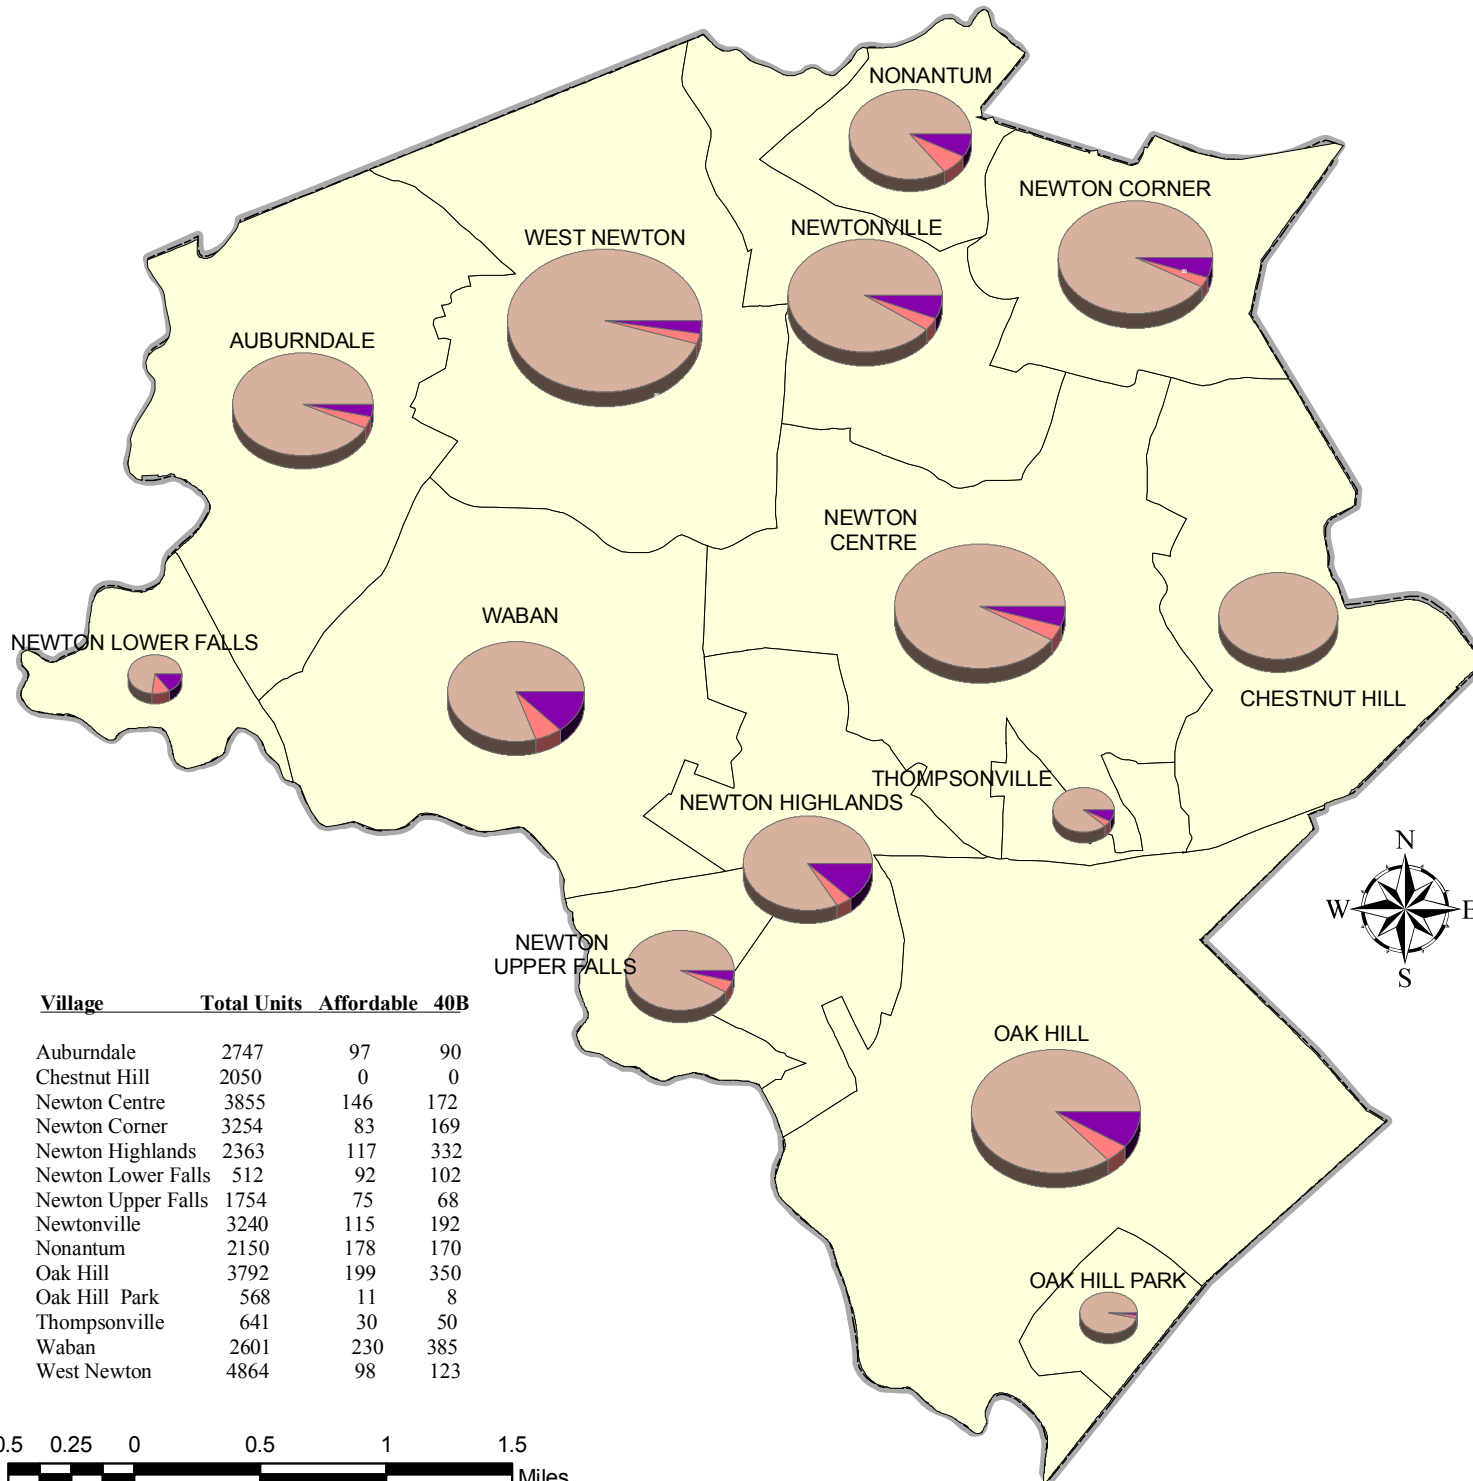 NONANTUM
NEWTON CORNER
NEWTONVILLE
WEST NEWTON
AUBURNDALE
NEWTON
CENTRE
WABAN
NEWTON LOWER FALLS
CHESTNUT HILL
THOMPSONVILLE
NEWTON HIGHLANDS
N
W E
S
NEWTON
UPPER FALLS
OAK HILL
OAK HILL PARK
Village Total Units Affordable 40B
Auburndale 2747 97 90
Chestnut Hill 2050 0 0
Newton Centre 3855 146 172
Newton Corner 3254 83 169
Newton Highlands 2363 117 332
Newton Lower Falls 512 92 102
Newton Upper Falls 1754 75 68
Newtonville 3240 115 192
Nonantum 2150 178 170
Oak Hill 3792 199 350
Oak Hill Park 568 11 8
Thompsonville 641 30 50
Waban 2601 230 385
West Newton 4864 98 123
0.5 0.25 0 0.5 1 1.5
Miles